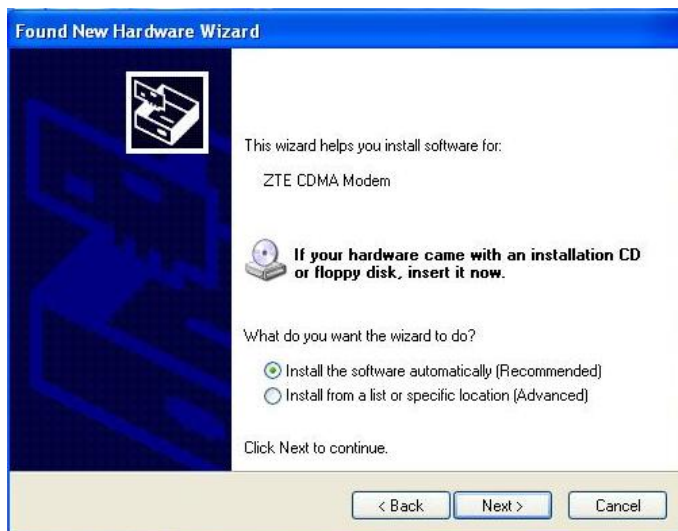 Found New Hardware Wizard
This wizard helps you install software for:
ZTE CDMA Modem
If your hardware came with an installation CD
or floppy disk, insert it now.
What do you want the wizard to do?
Install the software automatically (Recommended)
Install from a list or specific location (Advanced)
Click Next to continue.
< Back
Next >
Cancel